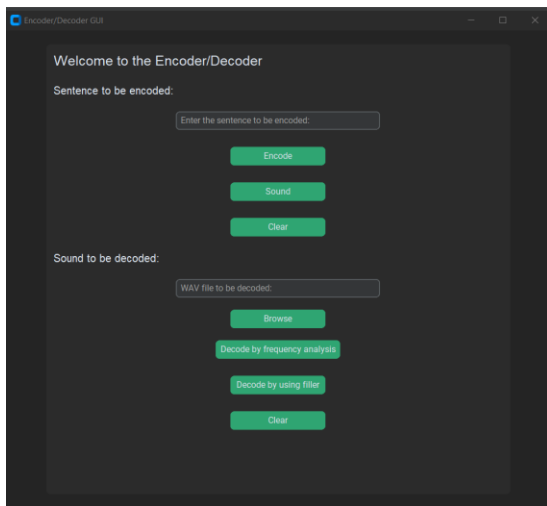 Encoder/Decoder GUI
Welcome to the Encoder/Decoder
Sentence to be encoded:
Enter the sentence to be encoded:
Encode
Sound
Clear
Sound to be decoded:
WAV file to be decoded:
Browse
Decode by frequency analysis
Decode by using filler
Clear